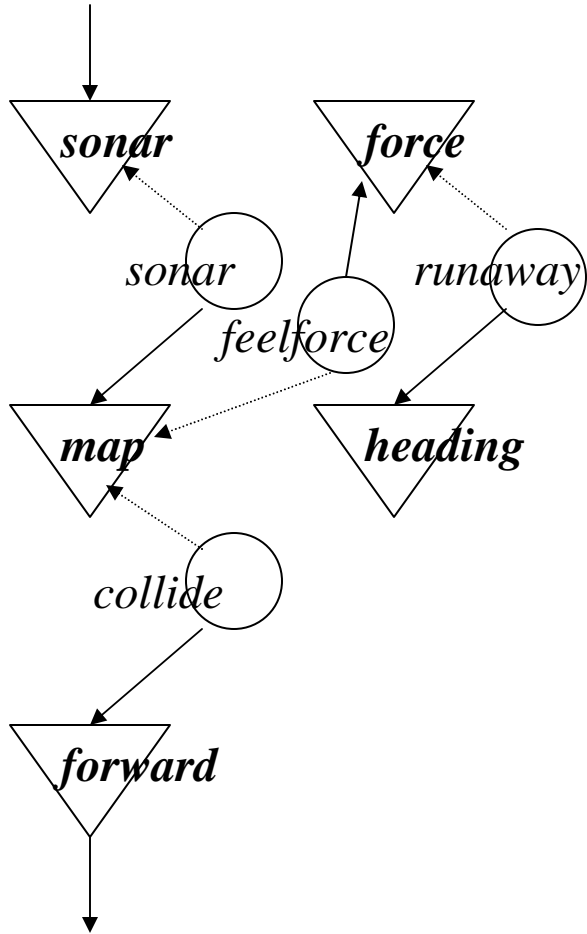 sonar
force
sonar
runaway
feelforce
map
heading
collide
forward